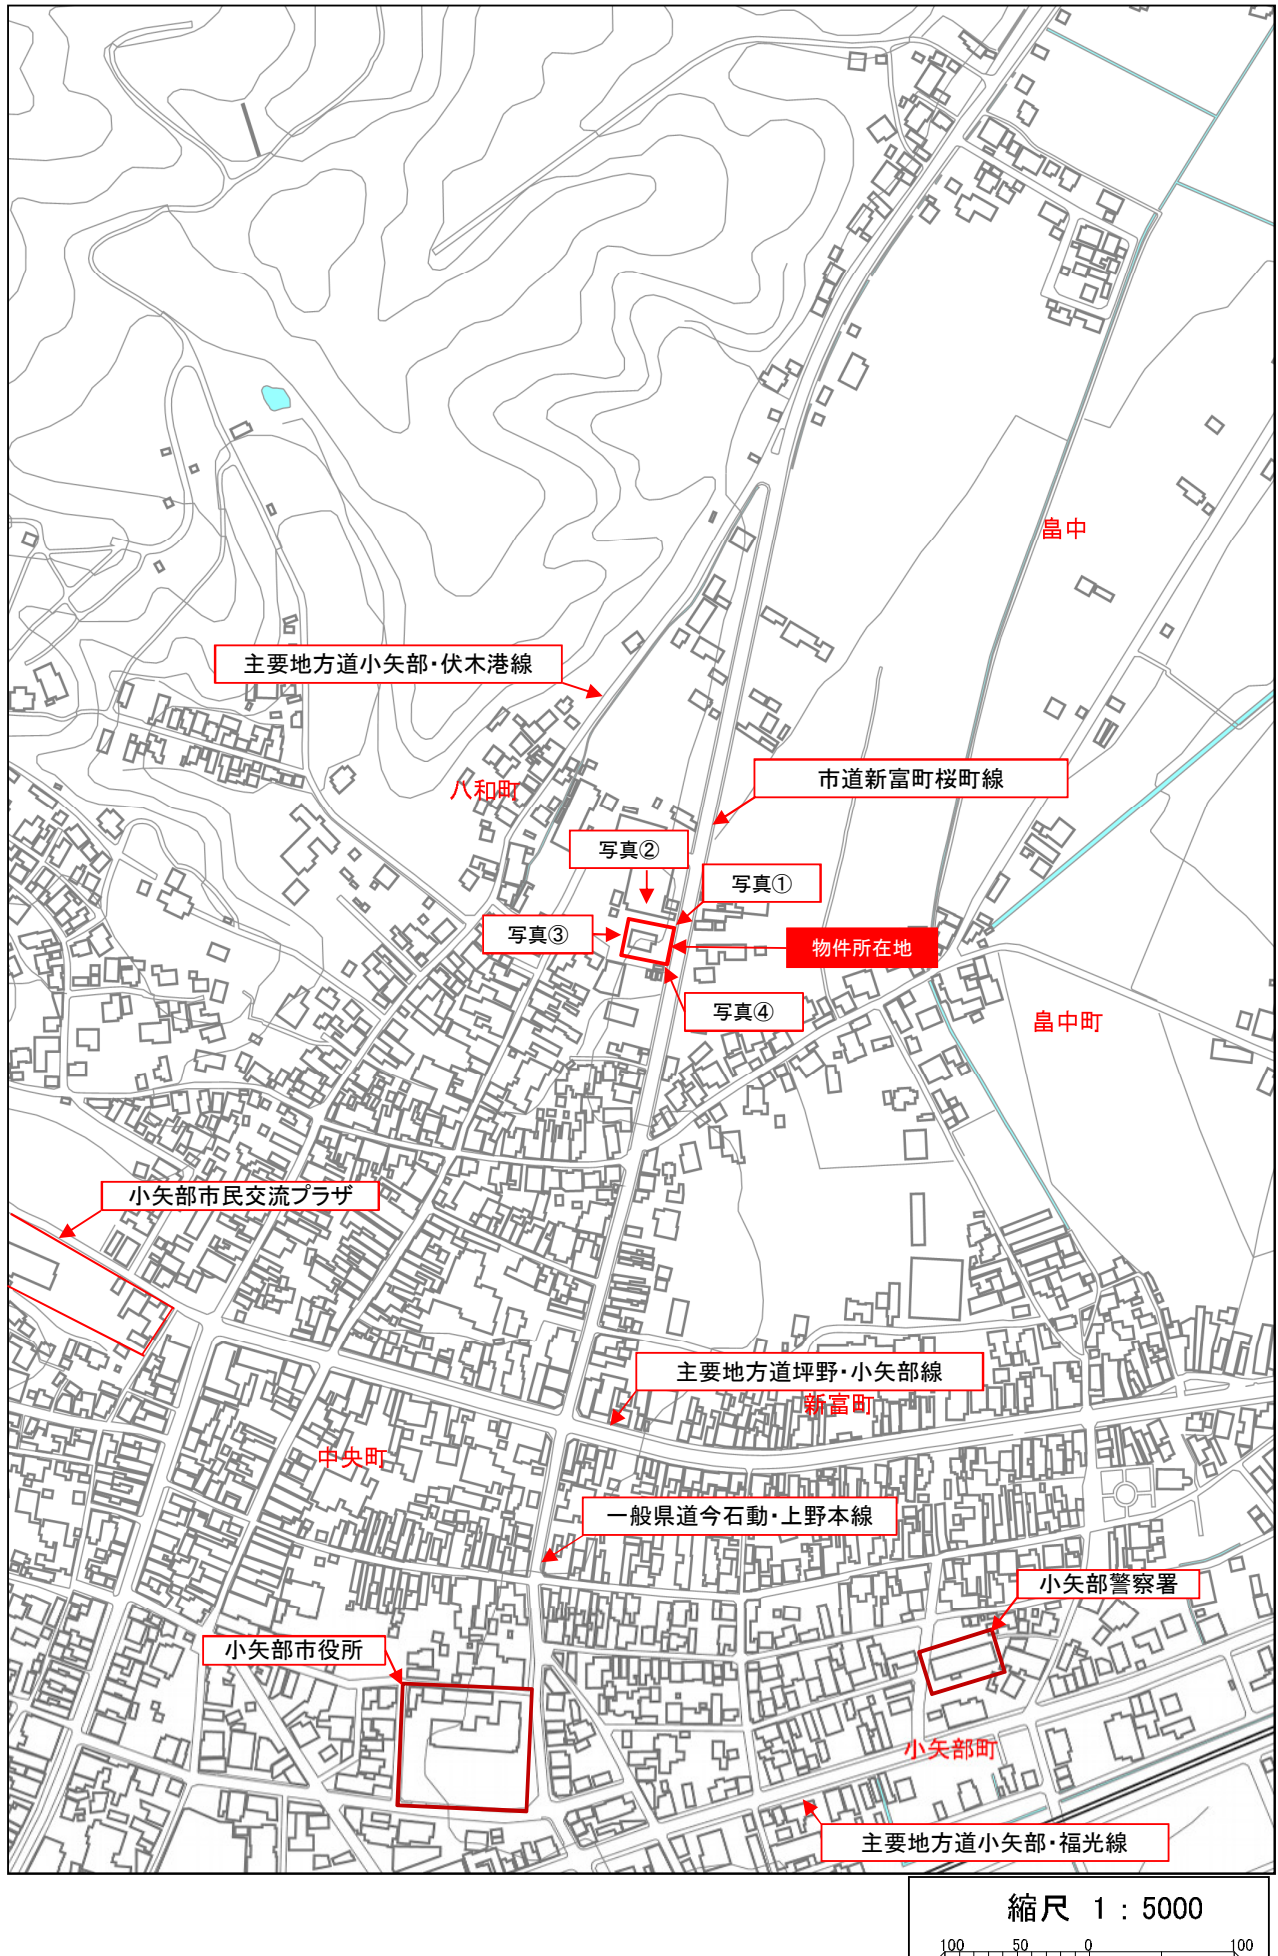 畠中
主要地方道小矢部・伏木港線
八和町
市道新富町桜町線
写真②
写真①
写真③
物件所在地
写真④
畠中町
小矢部市民交流プラザ
主要地方道坪野・小矢部線
新富町
中央町
一般県道今石動・上野本線
小矢部警察署
小矢部市役所
小矢部町
主要地方道小矢部・福光線
縮尺 1：5000
100 50 0 100